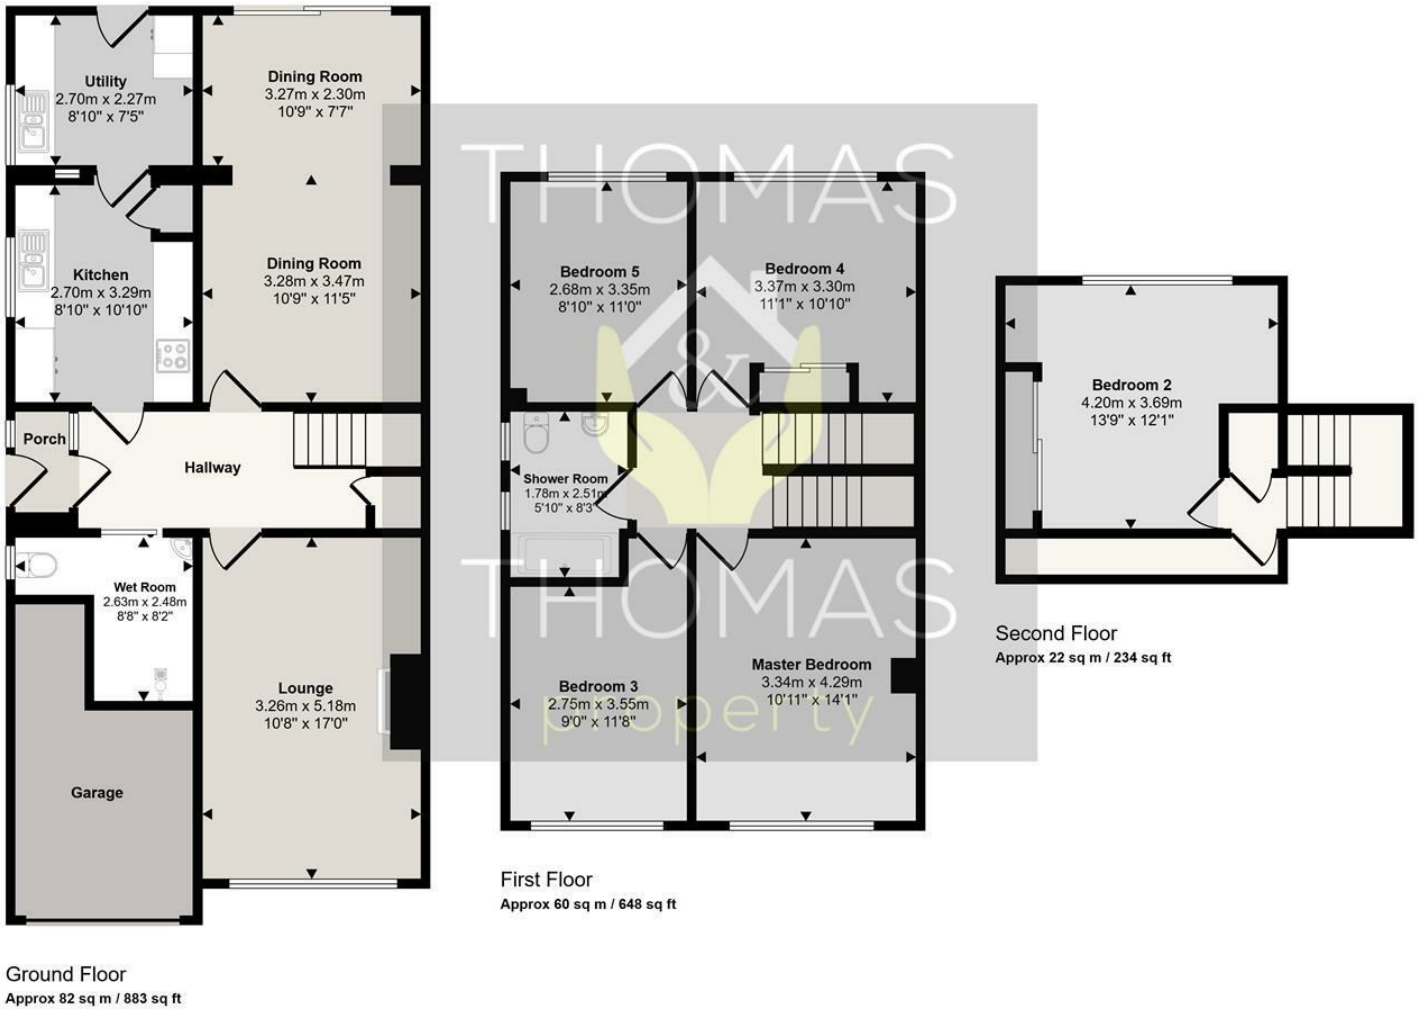 Utility
2.70m x 2.27m
8'10" x 7'5"
Dining Room
3.27m x 2.30m
10'9" x 7'7"
Kitchen
2.70m x 3.29m
8'10" x 10'10"
Dining Room
3.28m x 3.47m
10'9" x 11'5"
Porch
Hallway
Wet Room
2.63m x 2.48m
8'8" x 8'2"
Lounge
3.26m x 5.18m
10'8" x 17'0"
Garage
Ground Floor
Approx 82 sq m / 883 sq ft
THOMAS
&
THOMAS
property
Bedroom 5
2.68m x 3.35m
8'10" x 11'0"
Bedroom 4
3.37m x 3.30m
11'1" x 10'10"
Shower Room
1.78m x 2.51m
5'10" x 8'3"
Bedroom 3
2.75m x 3.55m
9'0" x 11'8"
Master Bedroom
3.34m x 4.29m
10'11" x 14'1"
First Floor
Approx 60 sq m / 648 sq ft
Bedroom 2
4.20m x 3.69m
13'9" x 12'1"
Second Floor
Approx 22 sq m / 234 sq ft